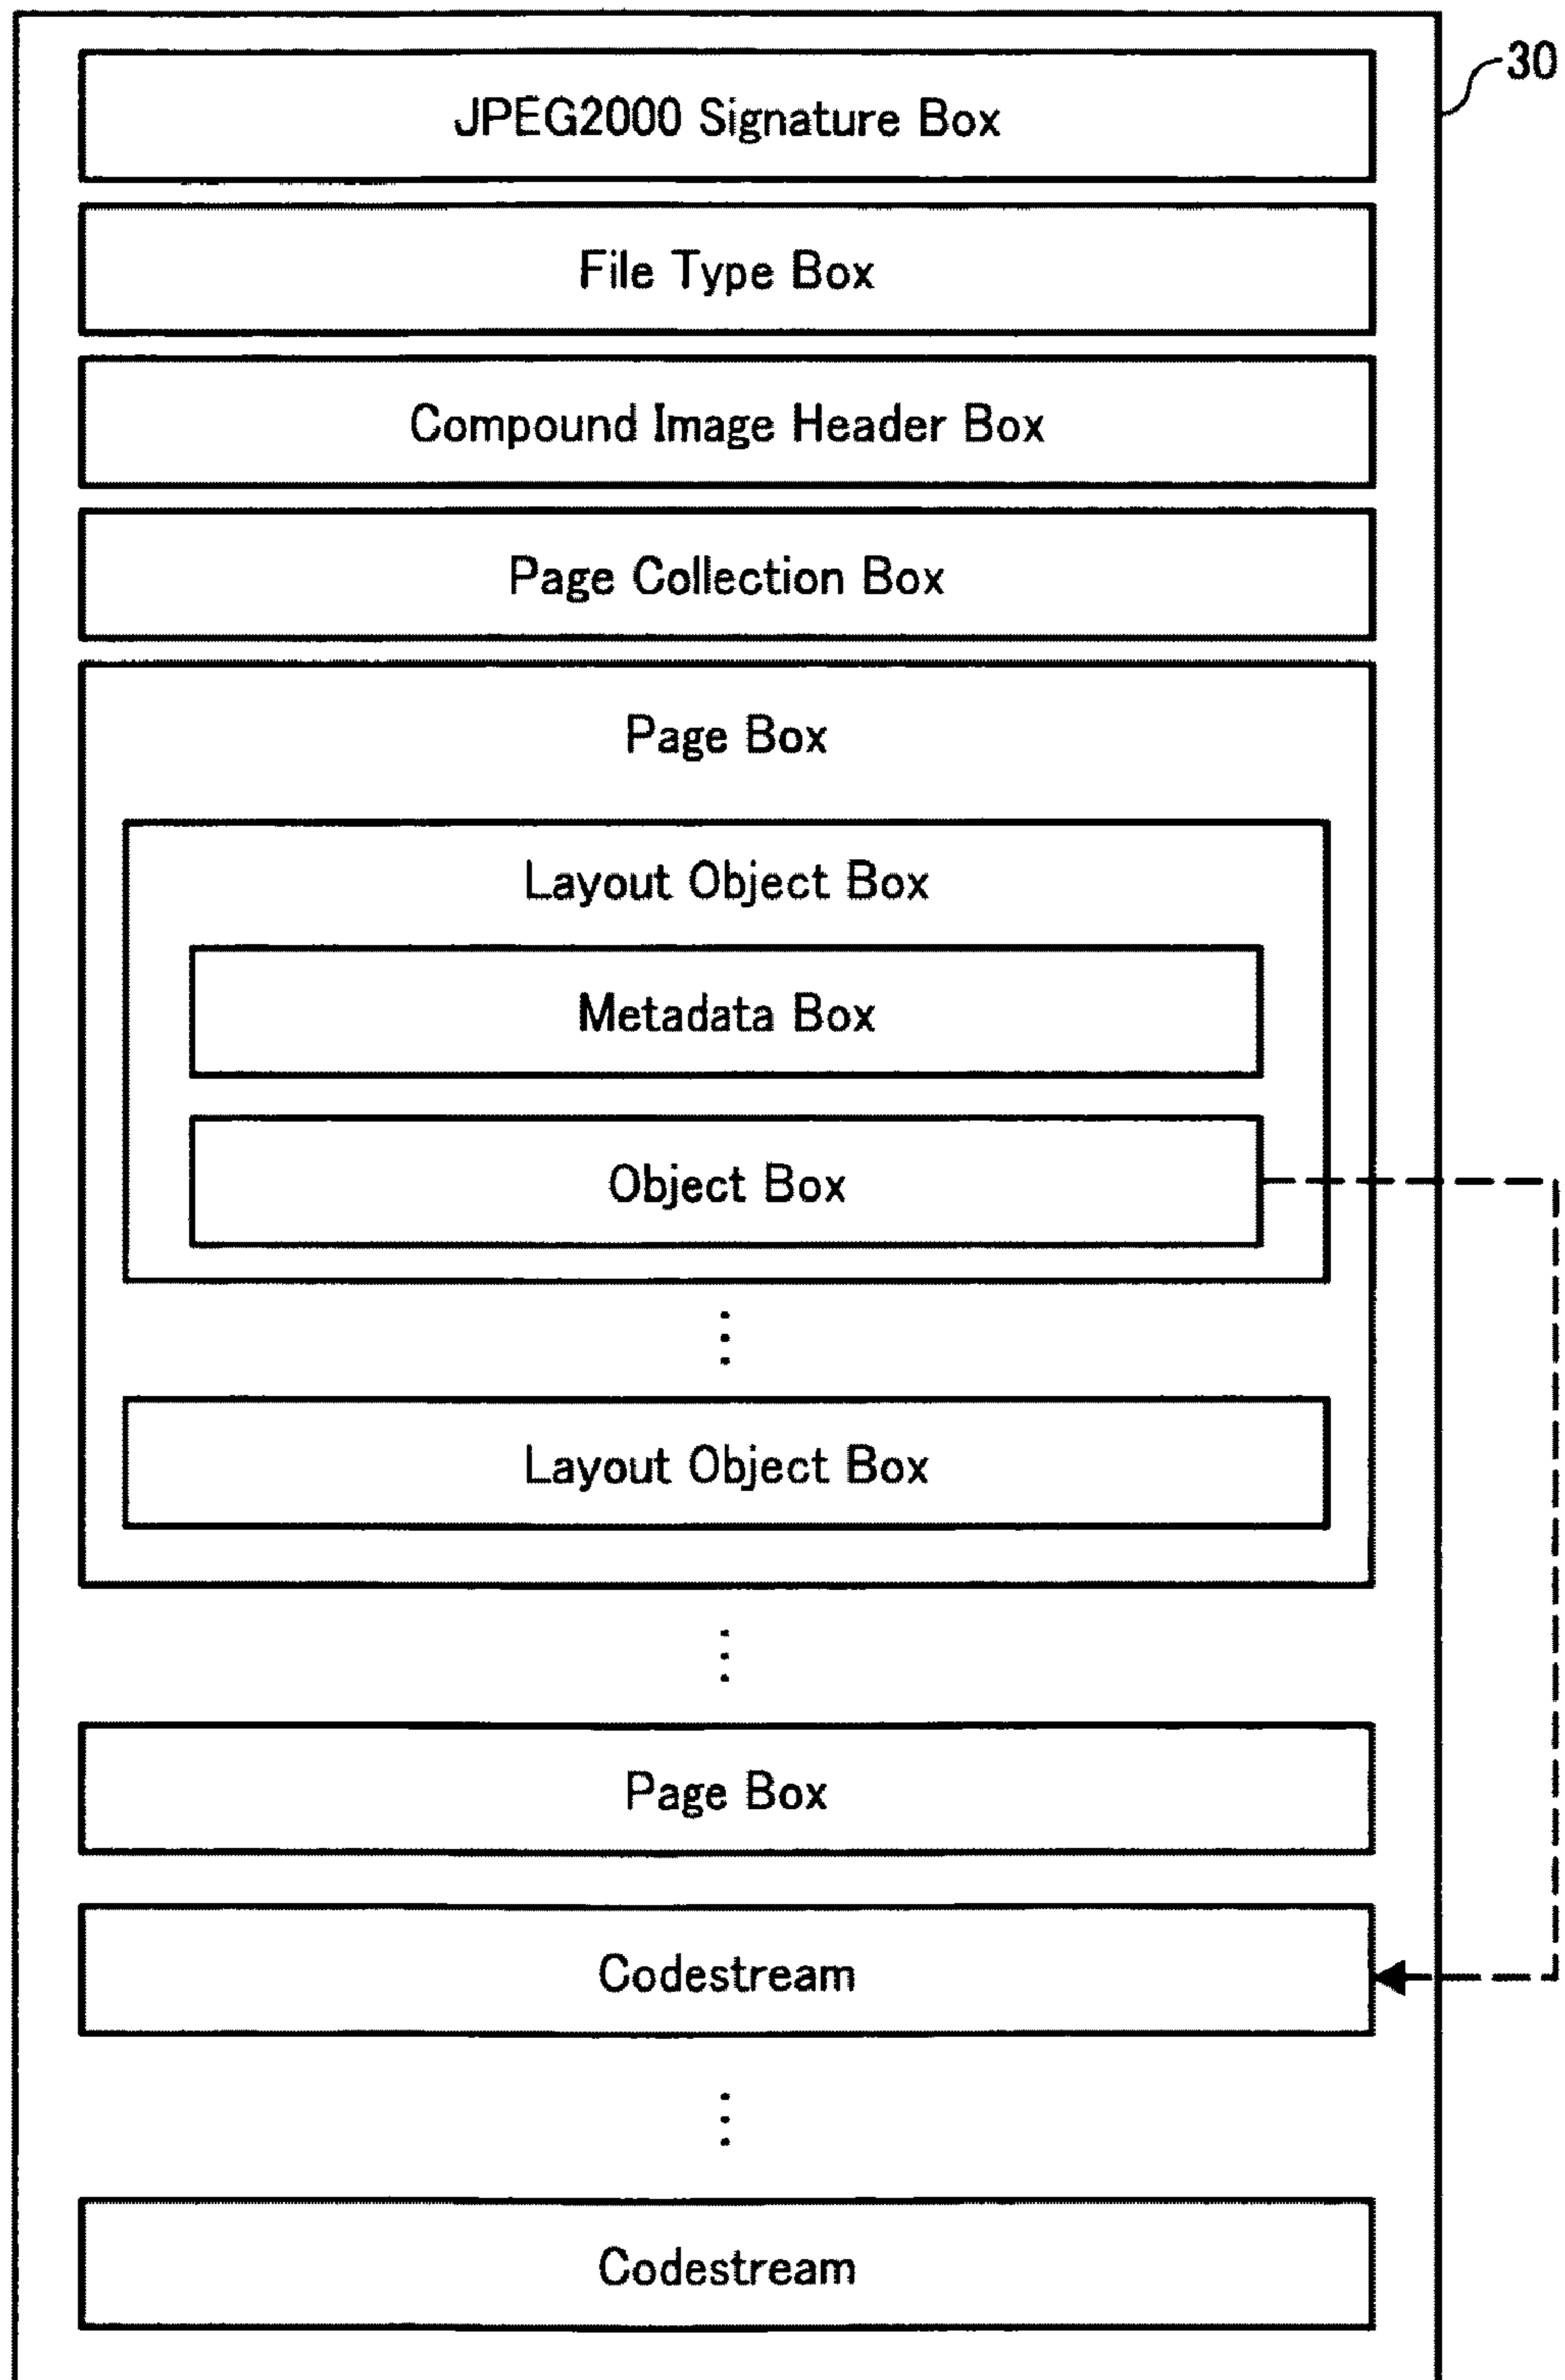 30
JPEG2000 Signature Box
File Type Box
Compound Image Header Box
Page Collection Box
Page Box
Layout Object Box
Metadata Box
Object Box
Layout Object Box
Page Box
Codestream
Codestream